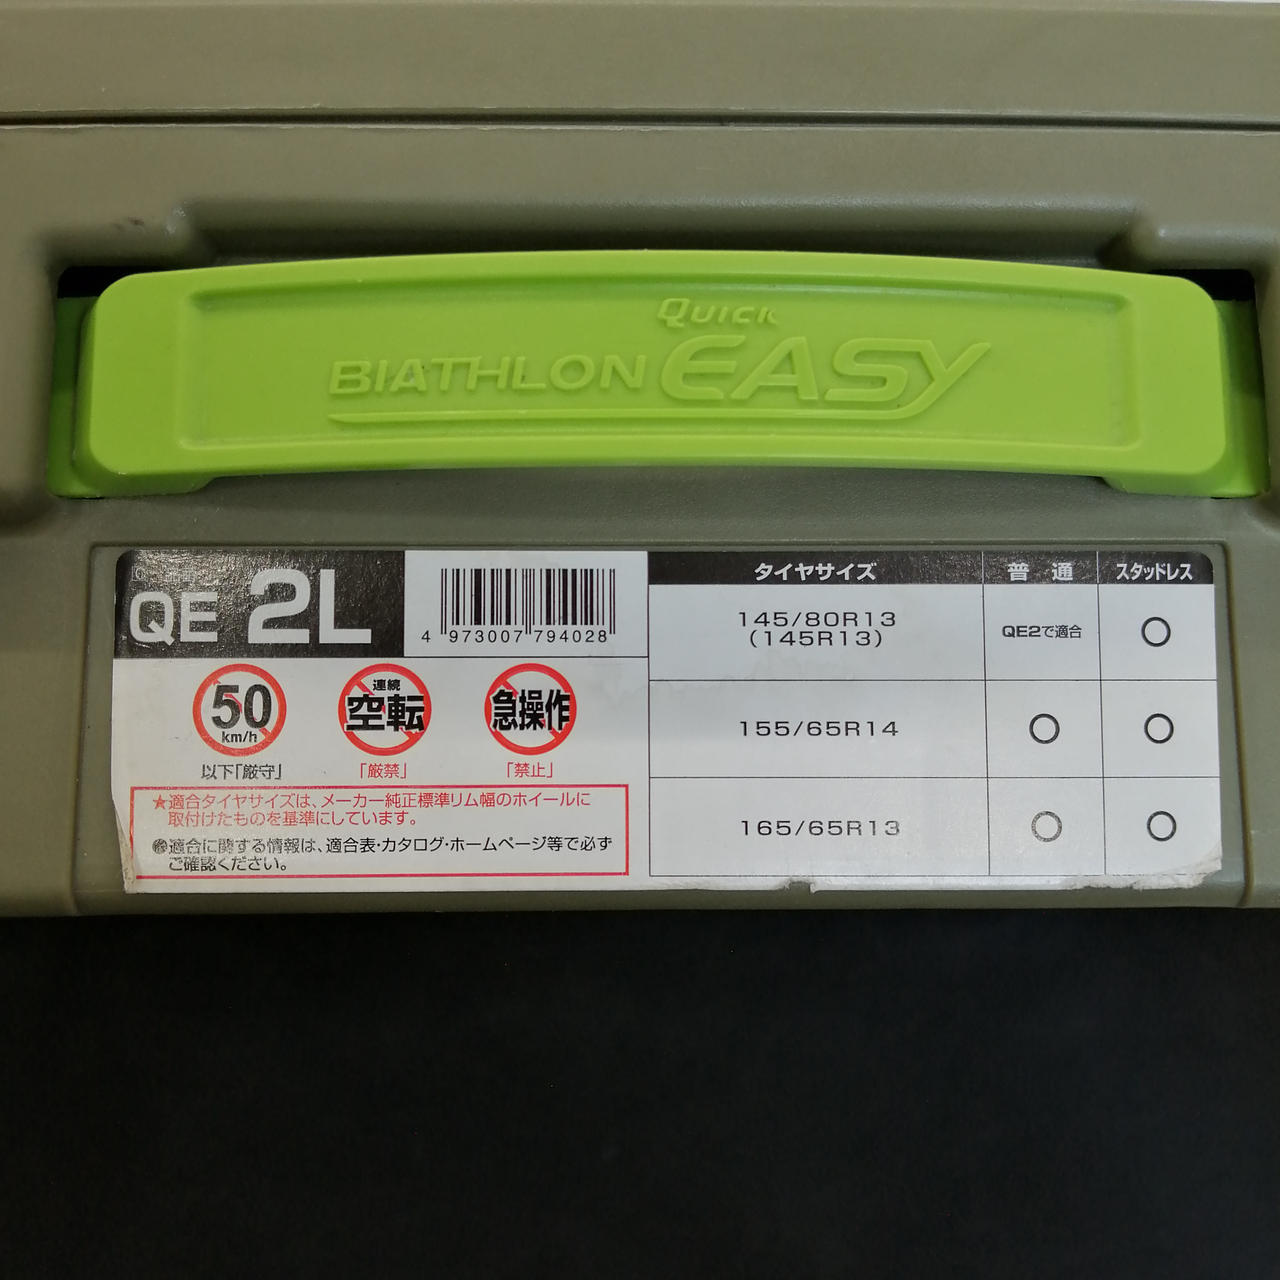 QUICK
BIATHLON EASY
QE 2L
4 973007 794028
タイヤサイズ 普通 スタッドレス
145/80R13
(145R13)
QE2で適合 ○
155/65R14 ○ ○
165/65R13 ○ ○
50
km/h
以下「厳守」
連続
空転
「厳禁」
急操作
「禁止」
★適合タイヤサイズは、メーカー純正標準リム幅のホイールに
取付けたものを基準にしています。
適合に関する情報は、適合表・カタログ・ホームページ等で必ず
ご確認ください。